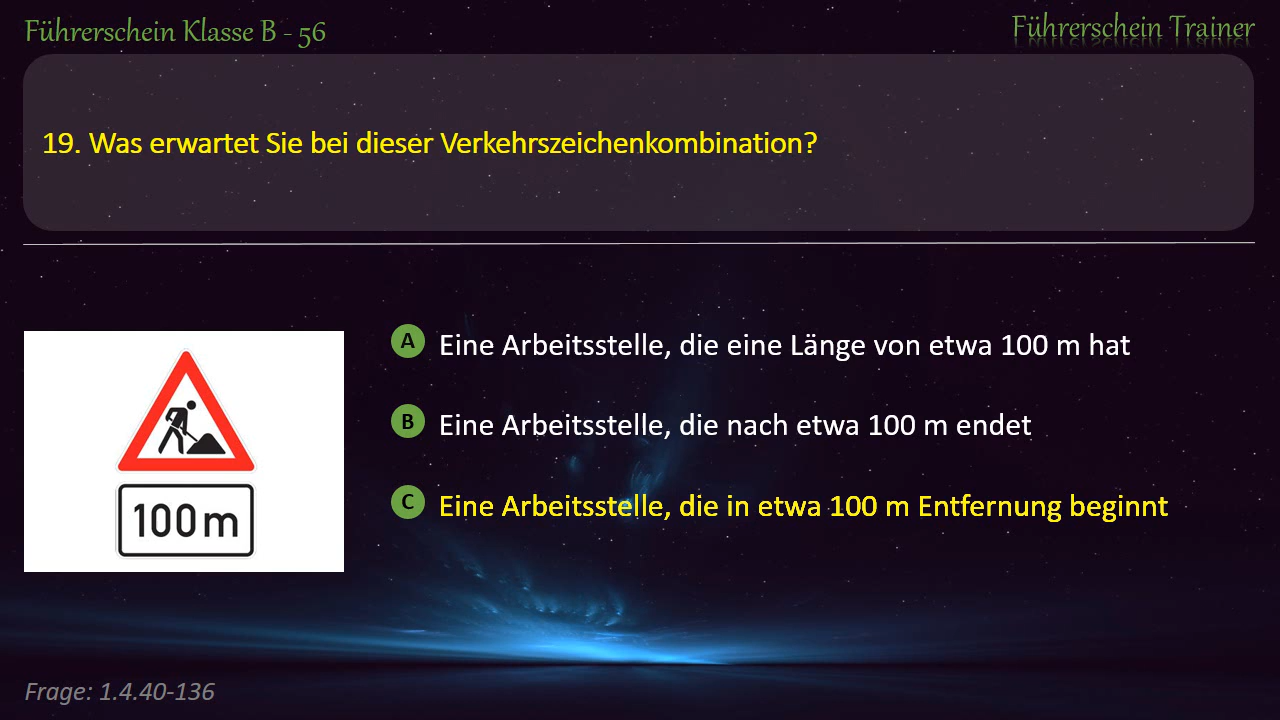 Führerschein Klasse B - 56
Führerschein Trainer
19. Was erwartet Sie bei dieser Verkehrszeichenkombination?
100 m
A Eine Arbeitsstelle, die eine Länge von etwa 100 m hat
B Eine Arbeitsstelle, die nach etwa 100 m endet
C Eine Arbeitsstelle, die in etwa 100 m Entfernung beginnt
Frage: 1.4.40-136